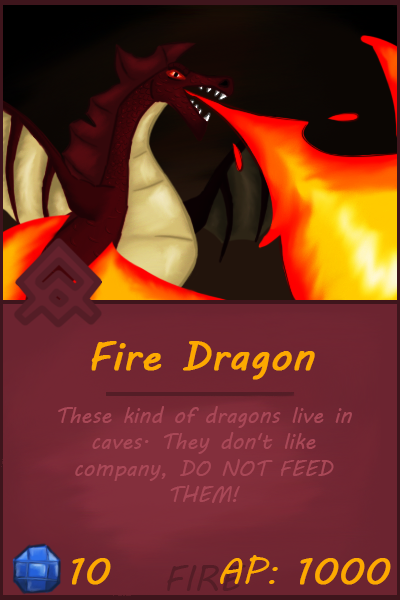 Fire Dragon
These kind of dragons live in
caves. They don't like
company, DO NOT FEED
THEM!
10 FIRE AP: 1000